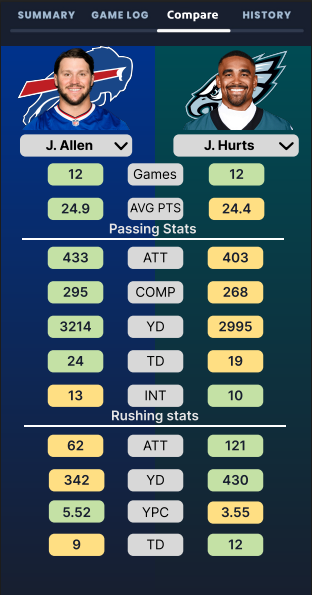 SUMMARY GAME LOG Compare HISTORY
J. Allen J. Hurts
12 Games 12
24.9 AVG PTS 24.4
Passing Stats
433 ATT 403
295 COMP 268
3214 YD 2995
24 TD 19
13 INT 10
Rushing stats
62 ATT 121
342 YD 430
5.52 YPC 3.55
9 TD 12